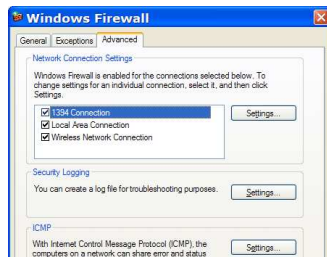 Windows Firewall
General Exceptions Advanced
Network Connection Settings
Windows Firewall is enabled for the connections selected below. To
change settings for an individual connection, select it, and then click
Settings.
1394 Connection
Local Area Connection
Wireless Network Connection
Settings...
Security Logging
You can create a log file for troubleshooting purposes.
Settings...
ICMP
With Internet Control Message Protocol (ICMP), the
computers on a network can share error and status
Settings...